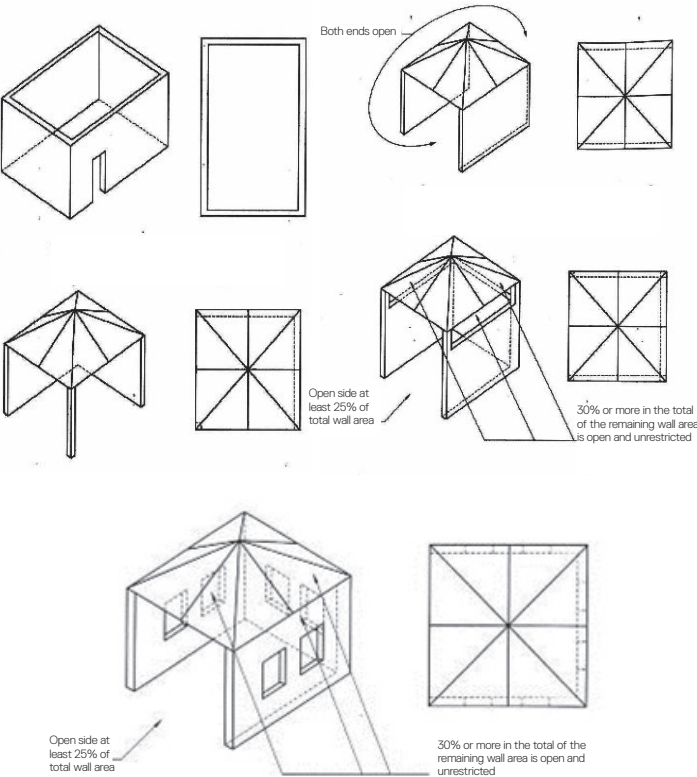 Both ends open
Open side at
least 25% of
total wall area
30% or more in the total
of the remaining wall area
is open and unrestricted
Open side at
least 25% of
total wall area
30% or more in the total of the
remaining wall area is open and
unrestricted